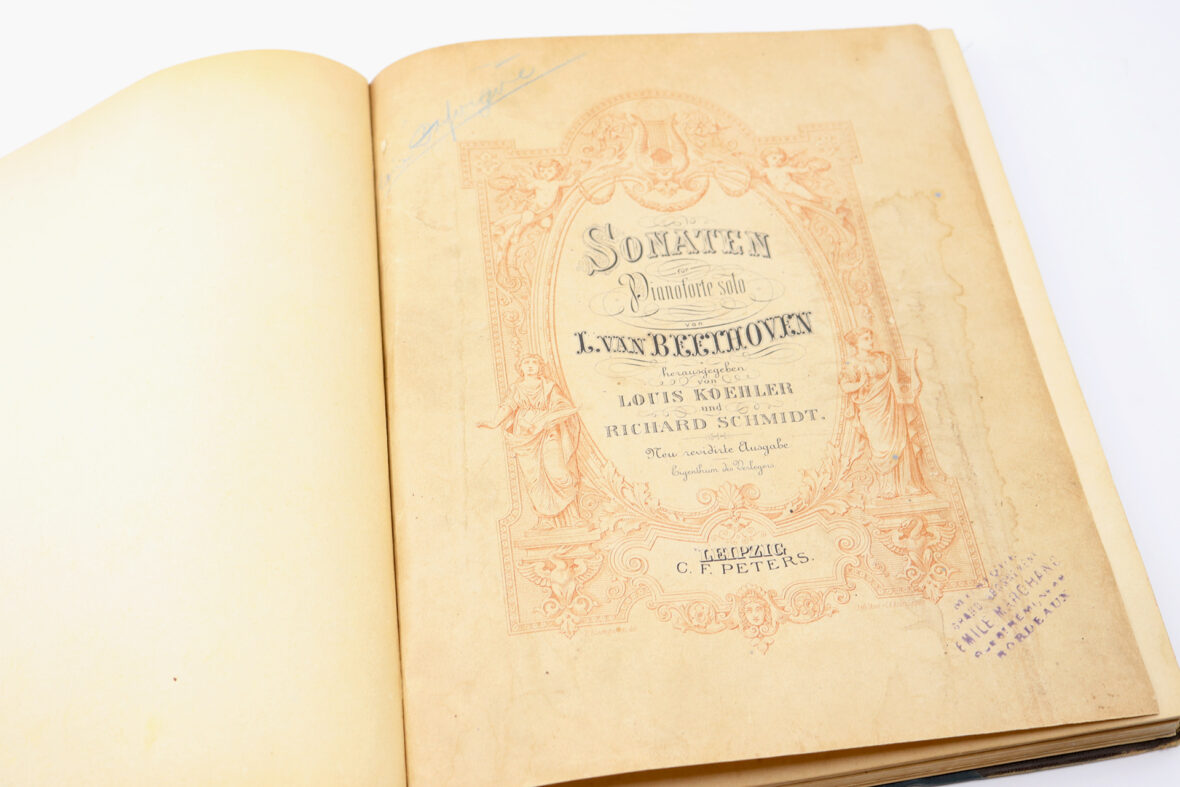 SONATEN
für
Pianoforte solo
von
L. VAN BEETHOVEN
herausgegeben
von
LOUIS KOEHLER
und
RICHARD SCHMIDT.
Neu revidirte Ausgabe
Eigenthum des Verlegers
LEIPZIG
C. F. PETERS.
EMILE MARCHAND
BORDEAUX